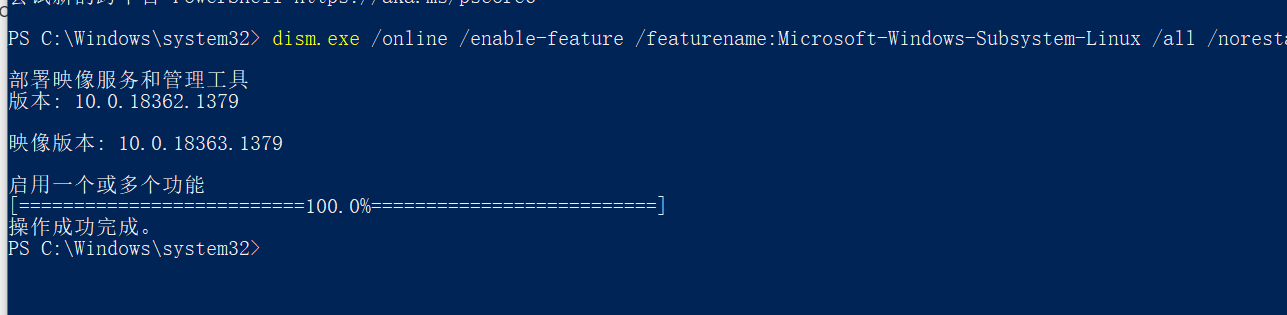 PowerShell https://aka.ms/pscore6
PS C:\Windows\system32> dism.exe /online /enable-feature /featurename:Microsoft-Windows-Subsystem-Linux /all /noresta
部署映像服务和管理工具
版本: 10.0.18362.1379
映像版本: 10.0.18363.1379
启用一个或多个功能
[==========================100.0%==========================]
操作成功完成。
PS C:\Windows\system32>